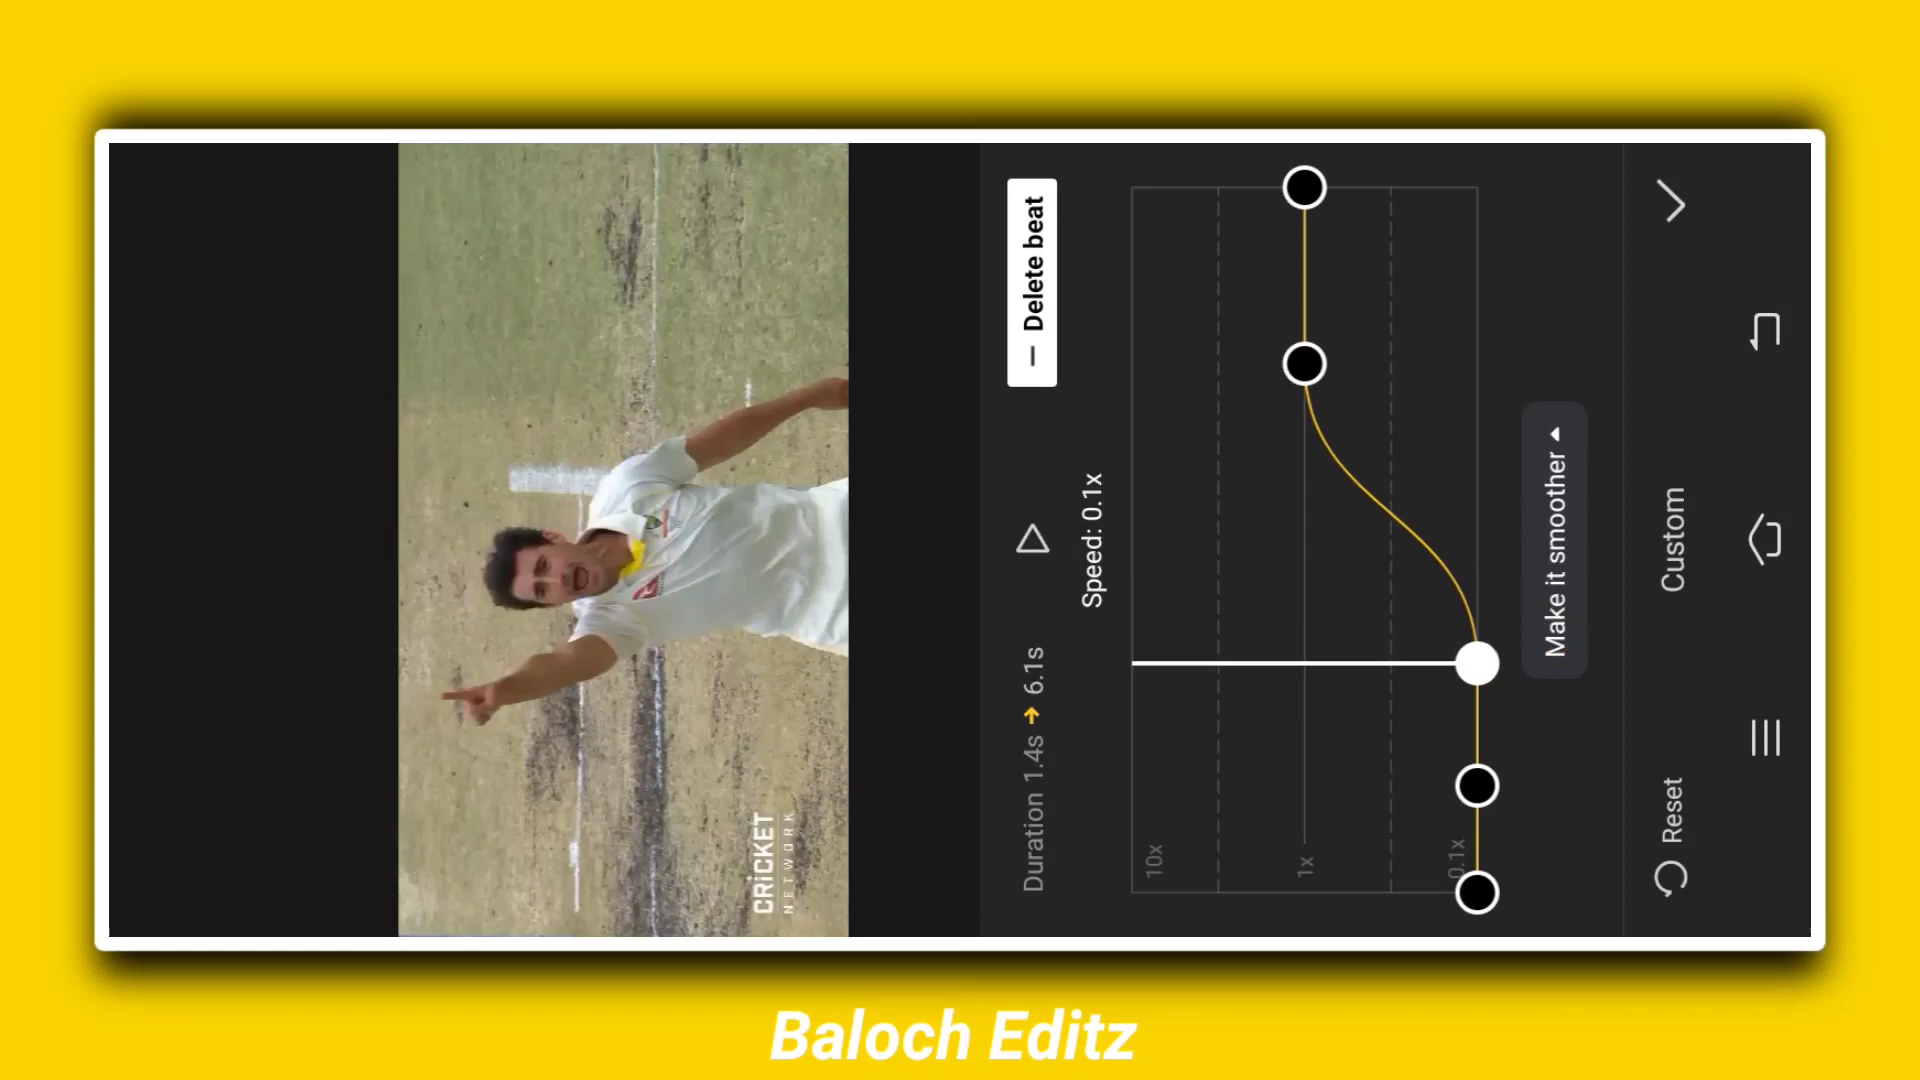 CRiCKET
NETWORK
Duration 1.4s ➔ 6.1s
— Delete beat
Speed: 0.1x
10x
1x
0.1x
Make it smoother
Reset
Custom
Baloch Editz